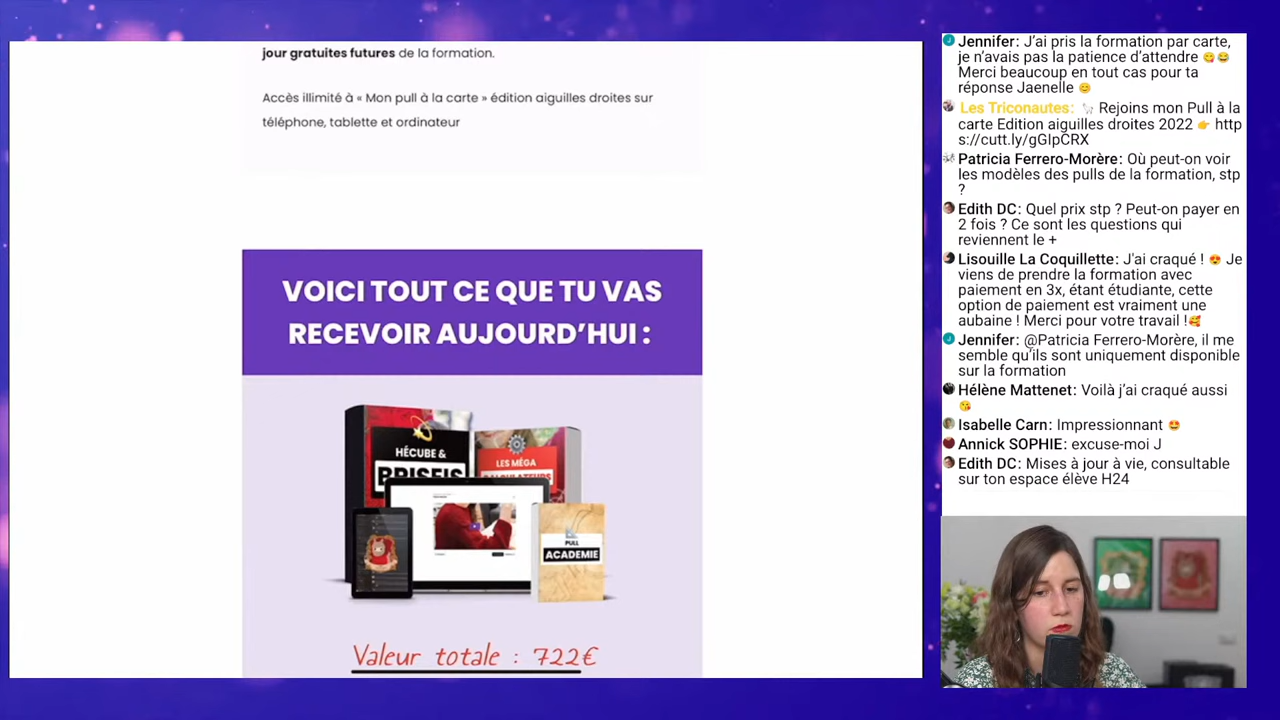 jour gratuites futures de la formation.
Accès illimité à « Mon pull à la carte » édition aiguilles droites sur
téléphone, tablette et ordinateur
VOICI TOUT CE QUE TU VAS
RECEVOIR AUJOURD’HUI :
HÉCUBE &
BRISEIS
LES MÉGA
CALCULATEURS
PULL
ACADEMIE
Valeur totale : 722€
Jennifer: J’ai pris la formation par carte,
je n’avais pas la patience d’attendre 😋😂
Merci beaucoup en tout cas pour ta
réponse Jaenelle 😊
Les Triconautes: 🦙 Rejoins mon Pull à la
carte Edition aiguilles droites 2022 👉 http
s://cutt.ly/gGIpCRX
Patricia Ferrero-Morère: Où peut-on voir
les modèles des pulls de la formation, stp
?
Edith DC: Quel prix stp ? Peut-on payer en
2 fois ? Ce sont les questions qui
reviennent le +
Lisouille La Coquillette: J'ai craqué ! 😍 Je
viens de prendre la formation avec
paiement en 3x, étant étudiante, cette
option de paiement est vraiment une
aubaine ! Merci pour votre travail !🥰
Jennifer: @Patricia Ferrero-Morère, il me
semble qu’ils sont uniquement disponible
sur la formation
Hélène Mattenet: Voilà j’ai craqué aussi
😘
Isabelle Carn: Impressionnant 🤩
Annick SOPHIE: excuse-moi J
Edith DC: Mises à jour à vie, consultable
sur ton espace élève H24